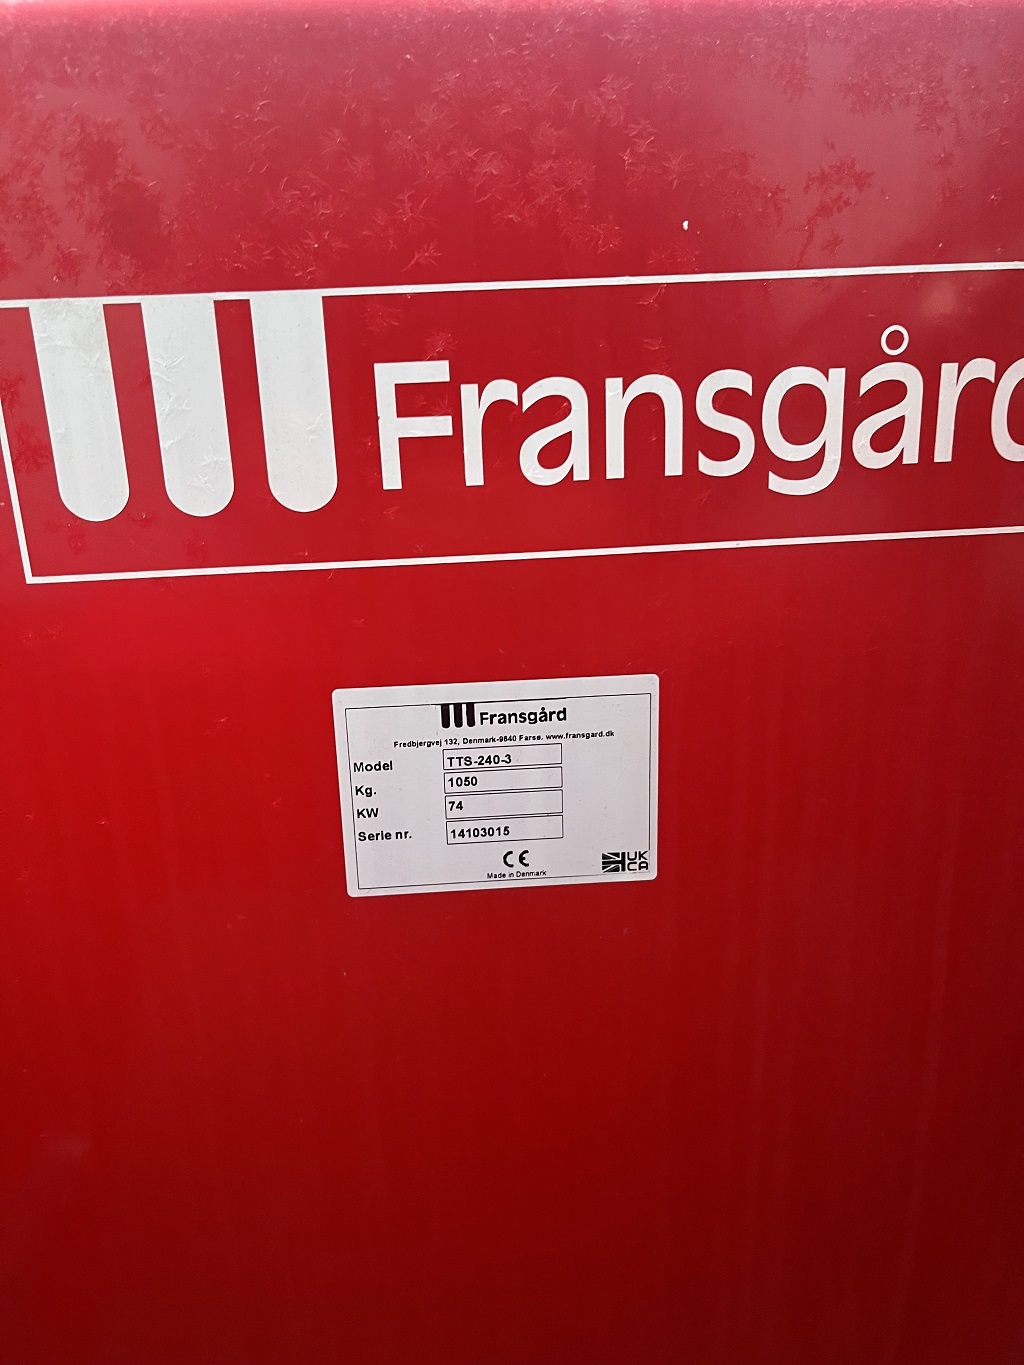 Fransgård
Fransgård
Fredbjergvej 132, Denmark-9640 Farsø. www.fransgard.dk
Model TTS-240-3
Kg. 1050
KW 74
Serie nr. 14103015
CE UK
CA
Made in Denmark